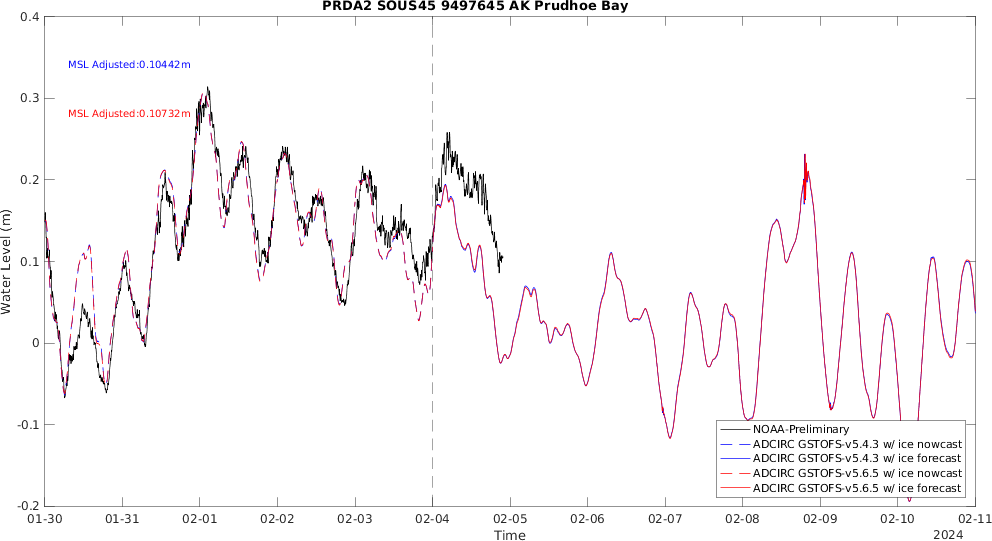 PRDA2 SOUS45 9497645 AK Prudhoe Bay
0.4
MSL Adjusted:0.10442m
0.3
MSL Adjusted:0.10732m
0.2
Water Level (m)
0.1
0
-0.1
NOAA-Preliminary
ADCIRC GSTOFS-v5.4.3 w/ ice nowcast
ADCIRC GSTOFS-v5.4.3 w/ ice forecast
ADCIRC GSTOFS-v5.6.5 w/ ice nowcast
ADCIRC GSTOFS-v5.6.5 w/ ice forecast
-0.2
01-30 01-31 02-01 02-02 02-03 02-04 02-05 02-06 02-07 02-08 02-09 02-10 02-11
Time
2024